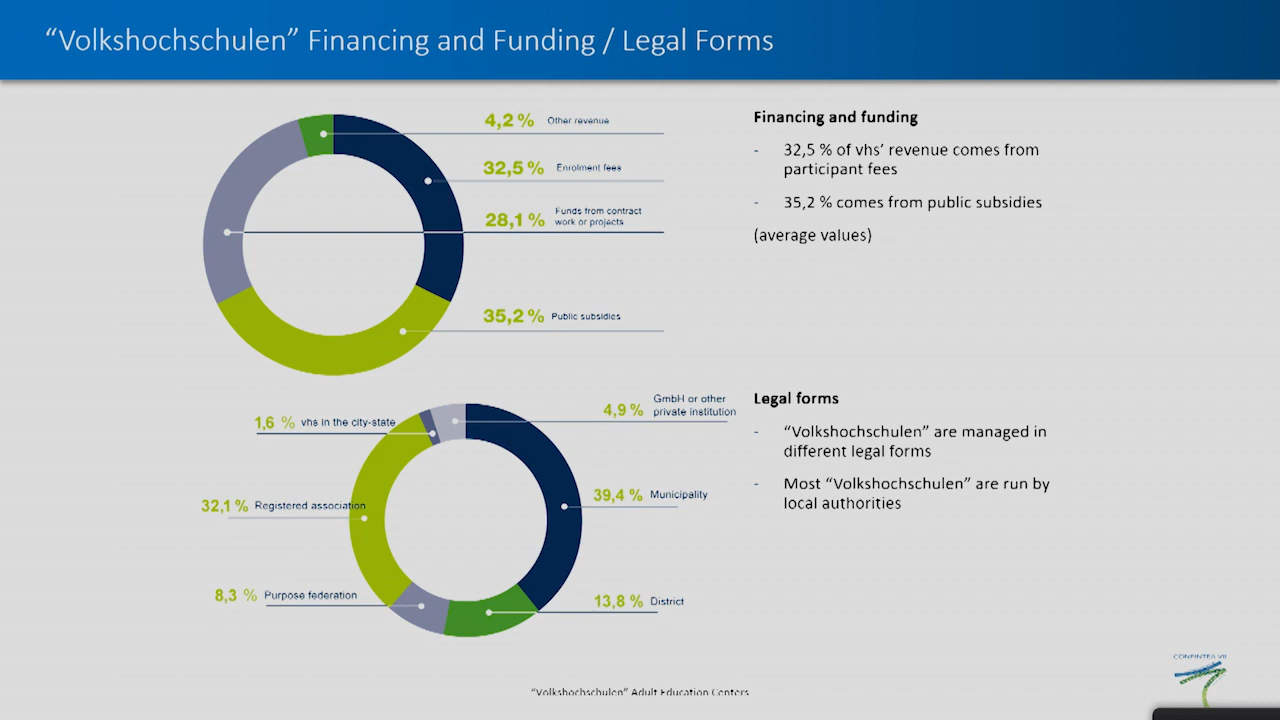 “Volkshochschulen” Financing and Funding / Legal Forms
4,2 % Other revenue
32,5 % Enrolment fees
28,1 % Funds from contract
work or projects
35,2 % Public subsidies
Financing and funding
- 32,5 % of vhs’ revenue comes from
participant fees
- 35,2 % comes from public subsidies
(average values)
1,6 % vhs in the city-state
4,9 % GmbH or other
private institution
32,1 % Registered association
39,4 % Municipality
8,3 % Purpose federation
13,8 % District
Legal forms
- “Volkshochschulen” are managed in
different legal forms
- Most “Volkshochschulen” are run by
local authorities
CONFINTEA VII
“Volkshochschulen” Adult Education Centers